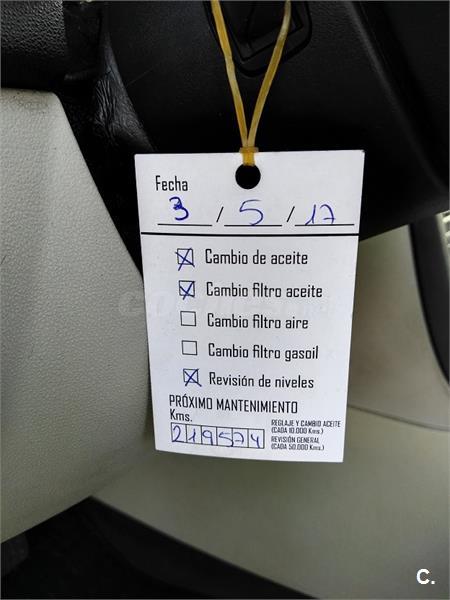 Fecha
3 / 5 / 17
Cambio de aceite
Cambio filtro aceite
Cambio filtro aire
Cambio filtro gasoil
Revisión de niveles
PRÓXIMO MANTENIMIENTO
Kms.
219574
REGLAJE Y CAMBIO ACEITE
(CADA 10.000 Kms.)
REVISIÓN GENERAL
(CADA 50.000 Kms.)
C.